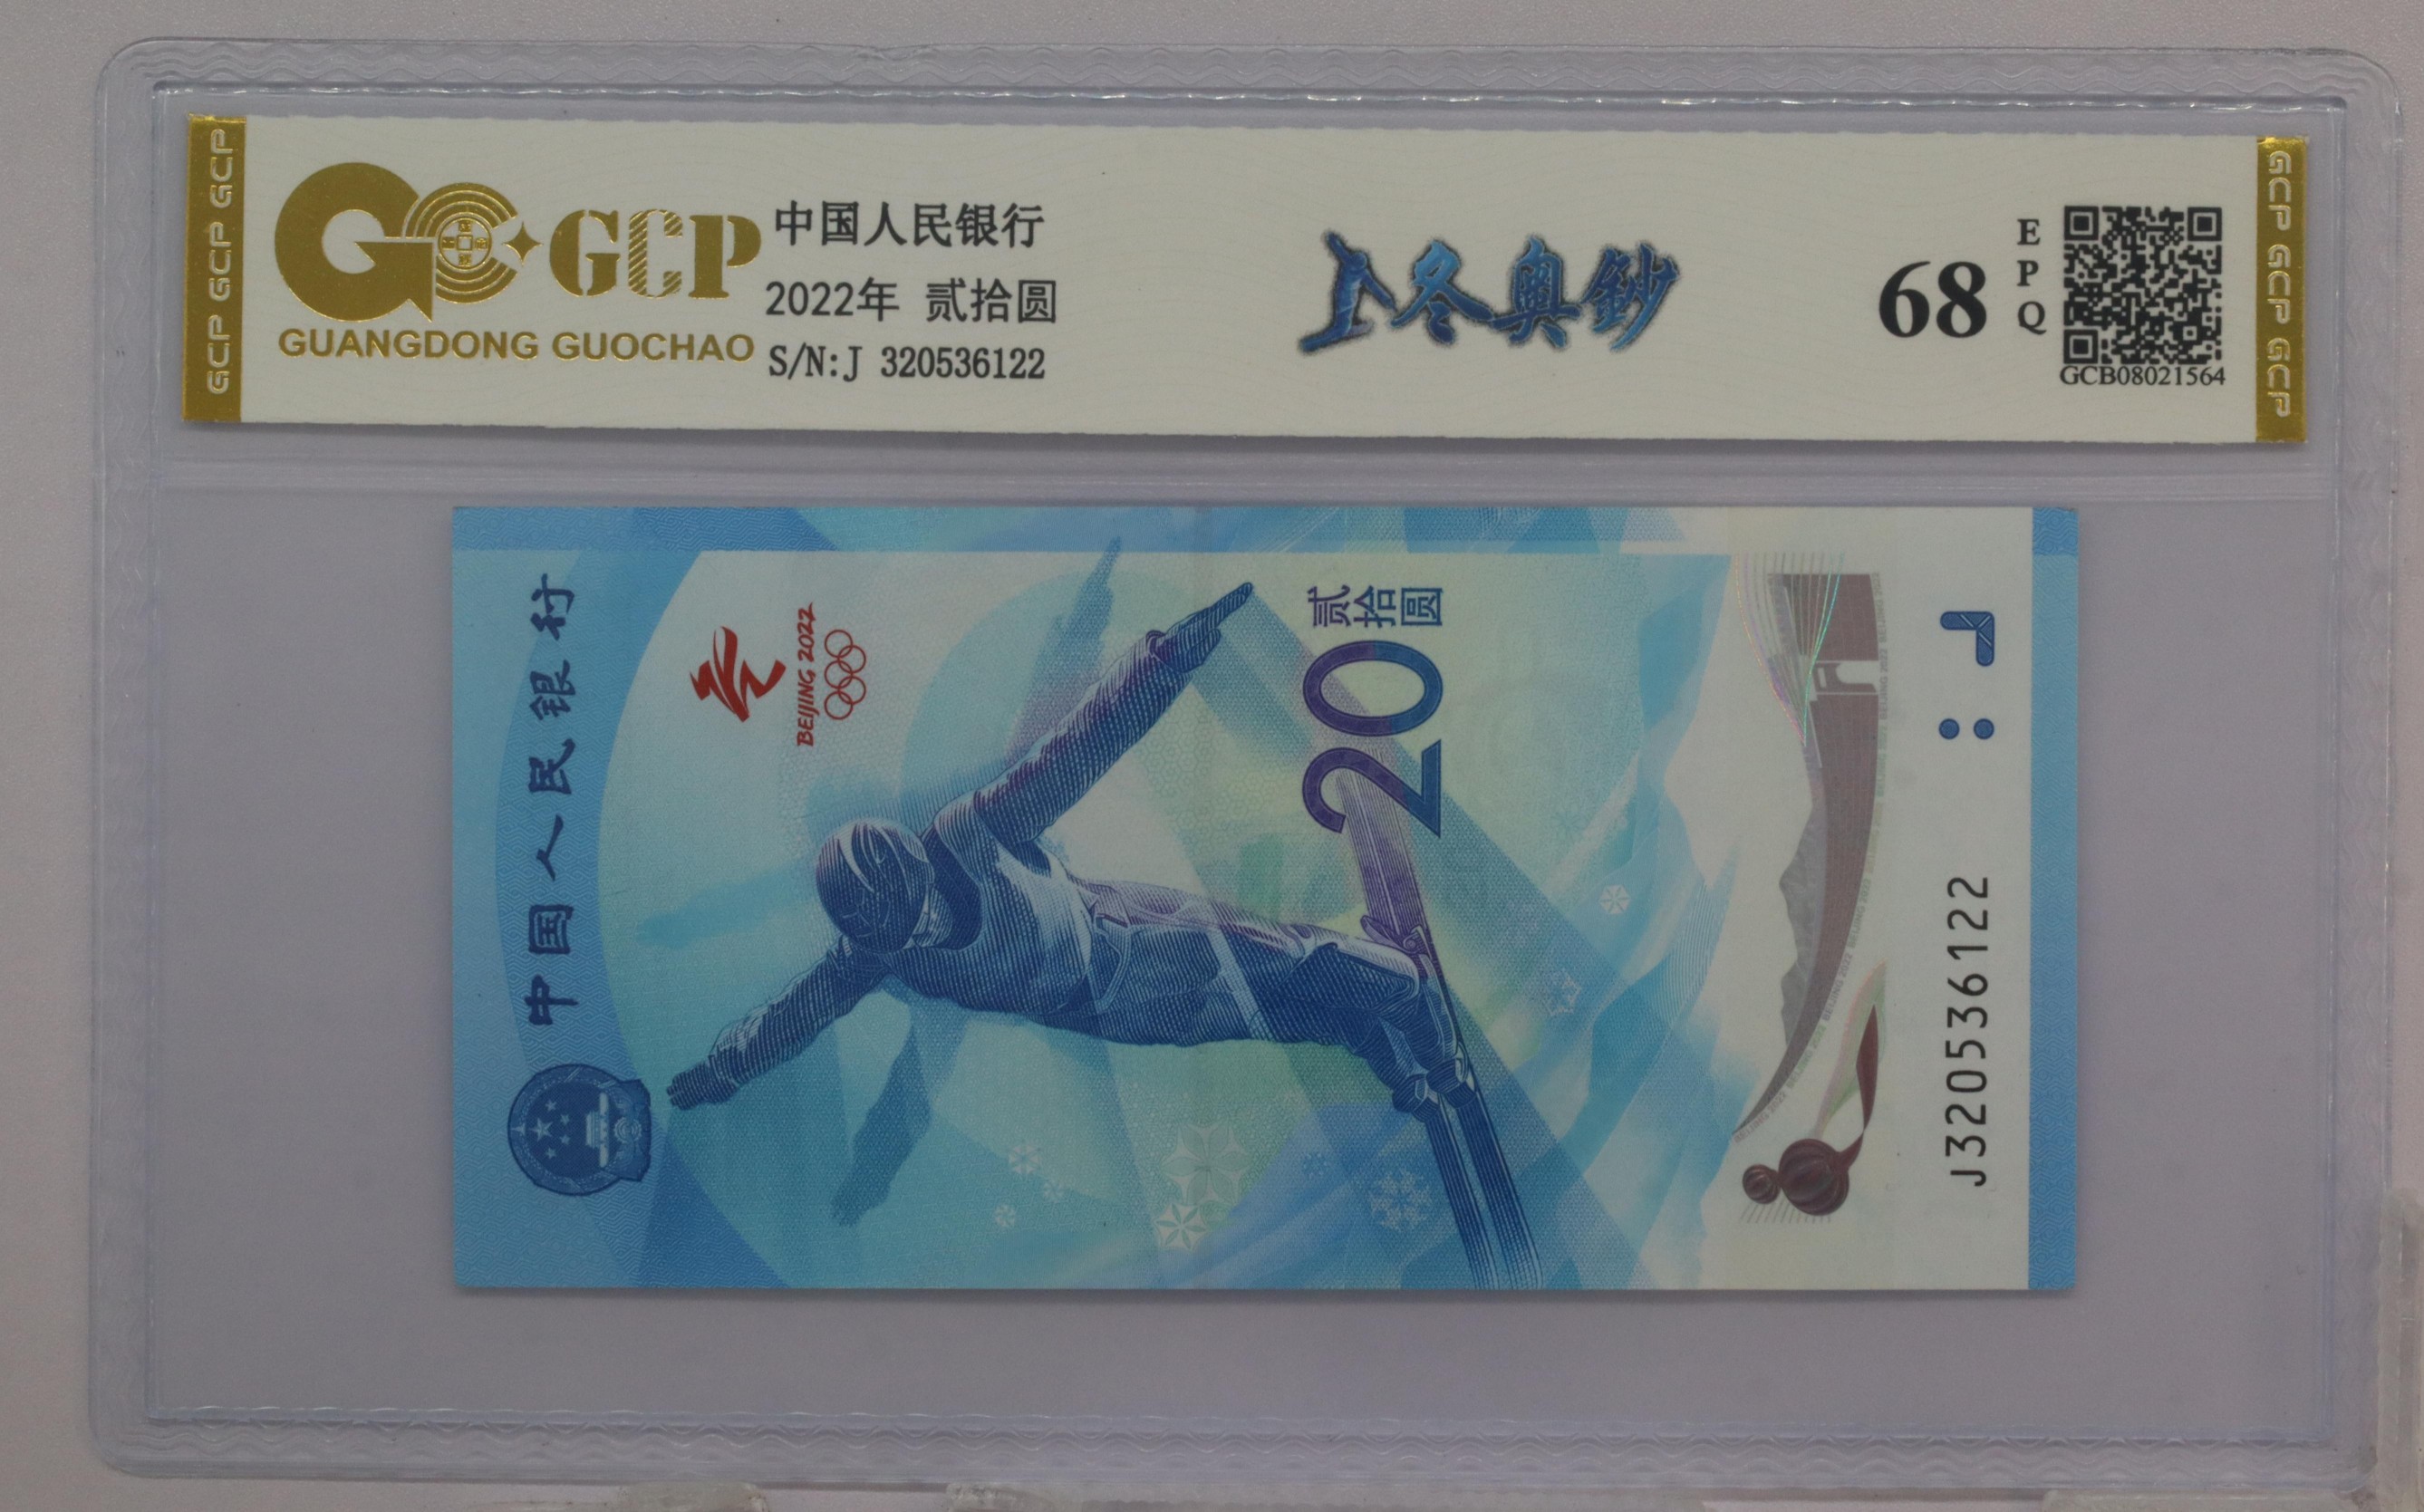 GCP GCP GCP
GCP
GUANGDONG GUOCHAO
中国人民银行
2022年 贰拾圆
S/N:J 320536122
冬奥鈔
68
EPQ
GCB08021564
GCP GCP GCP
中国人民银行
BEIJING 2022
贰拾圆
20
J320536122